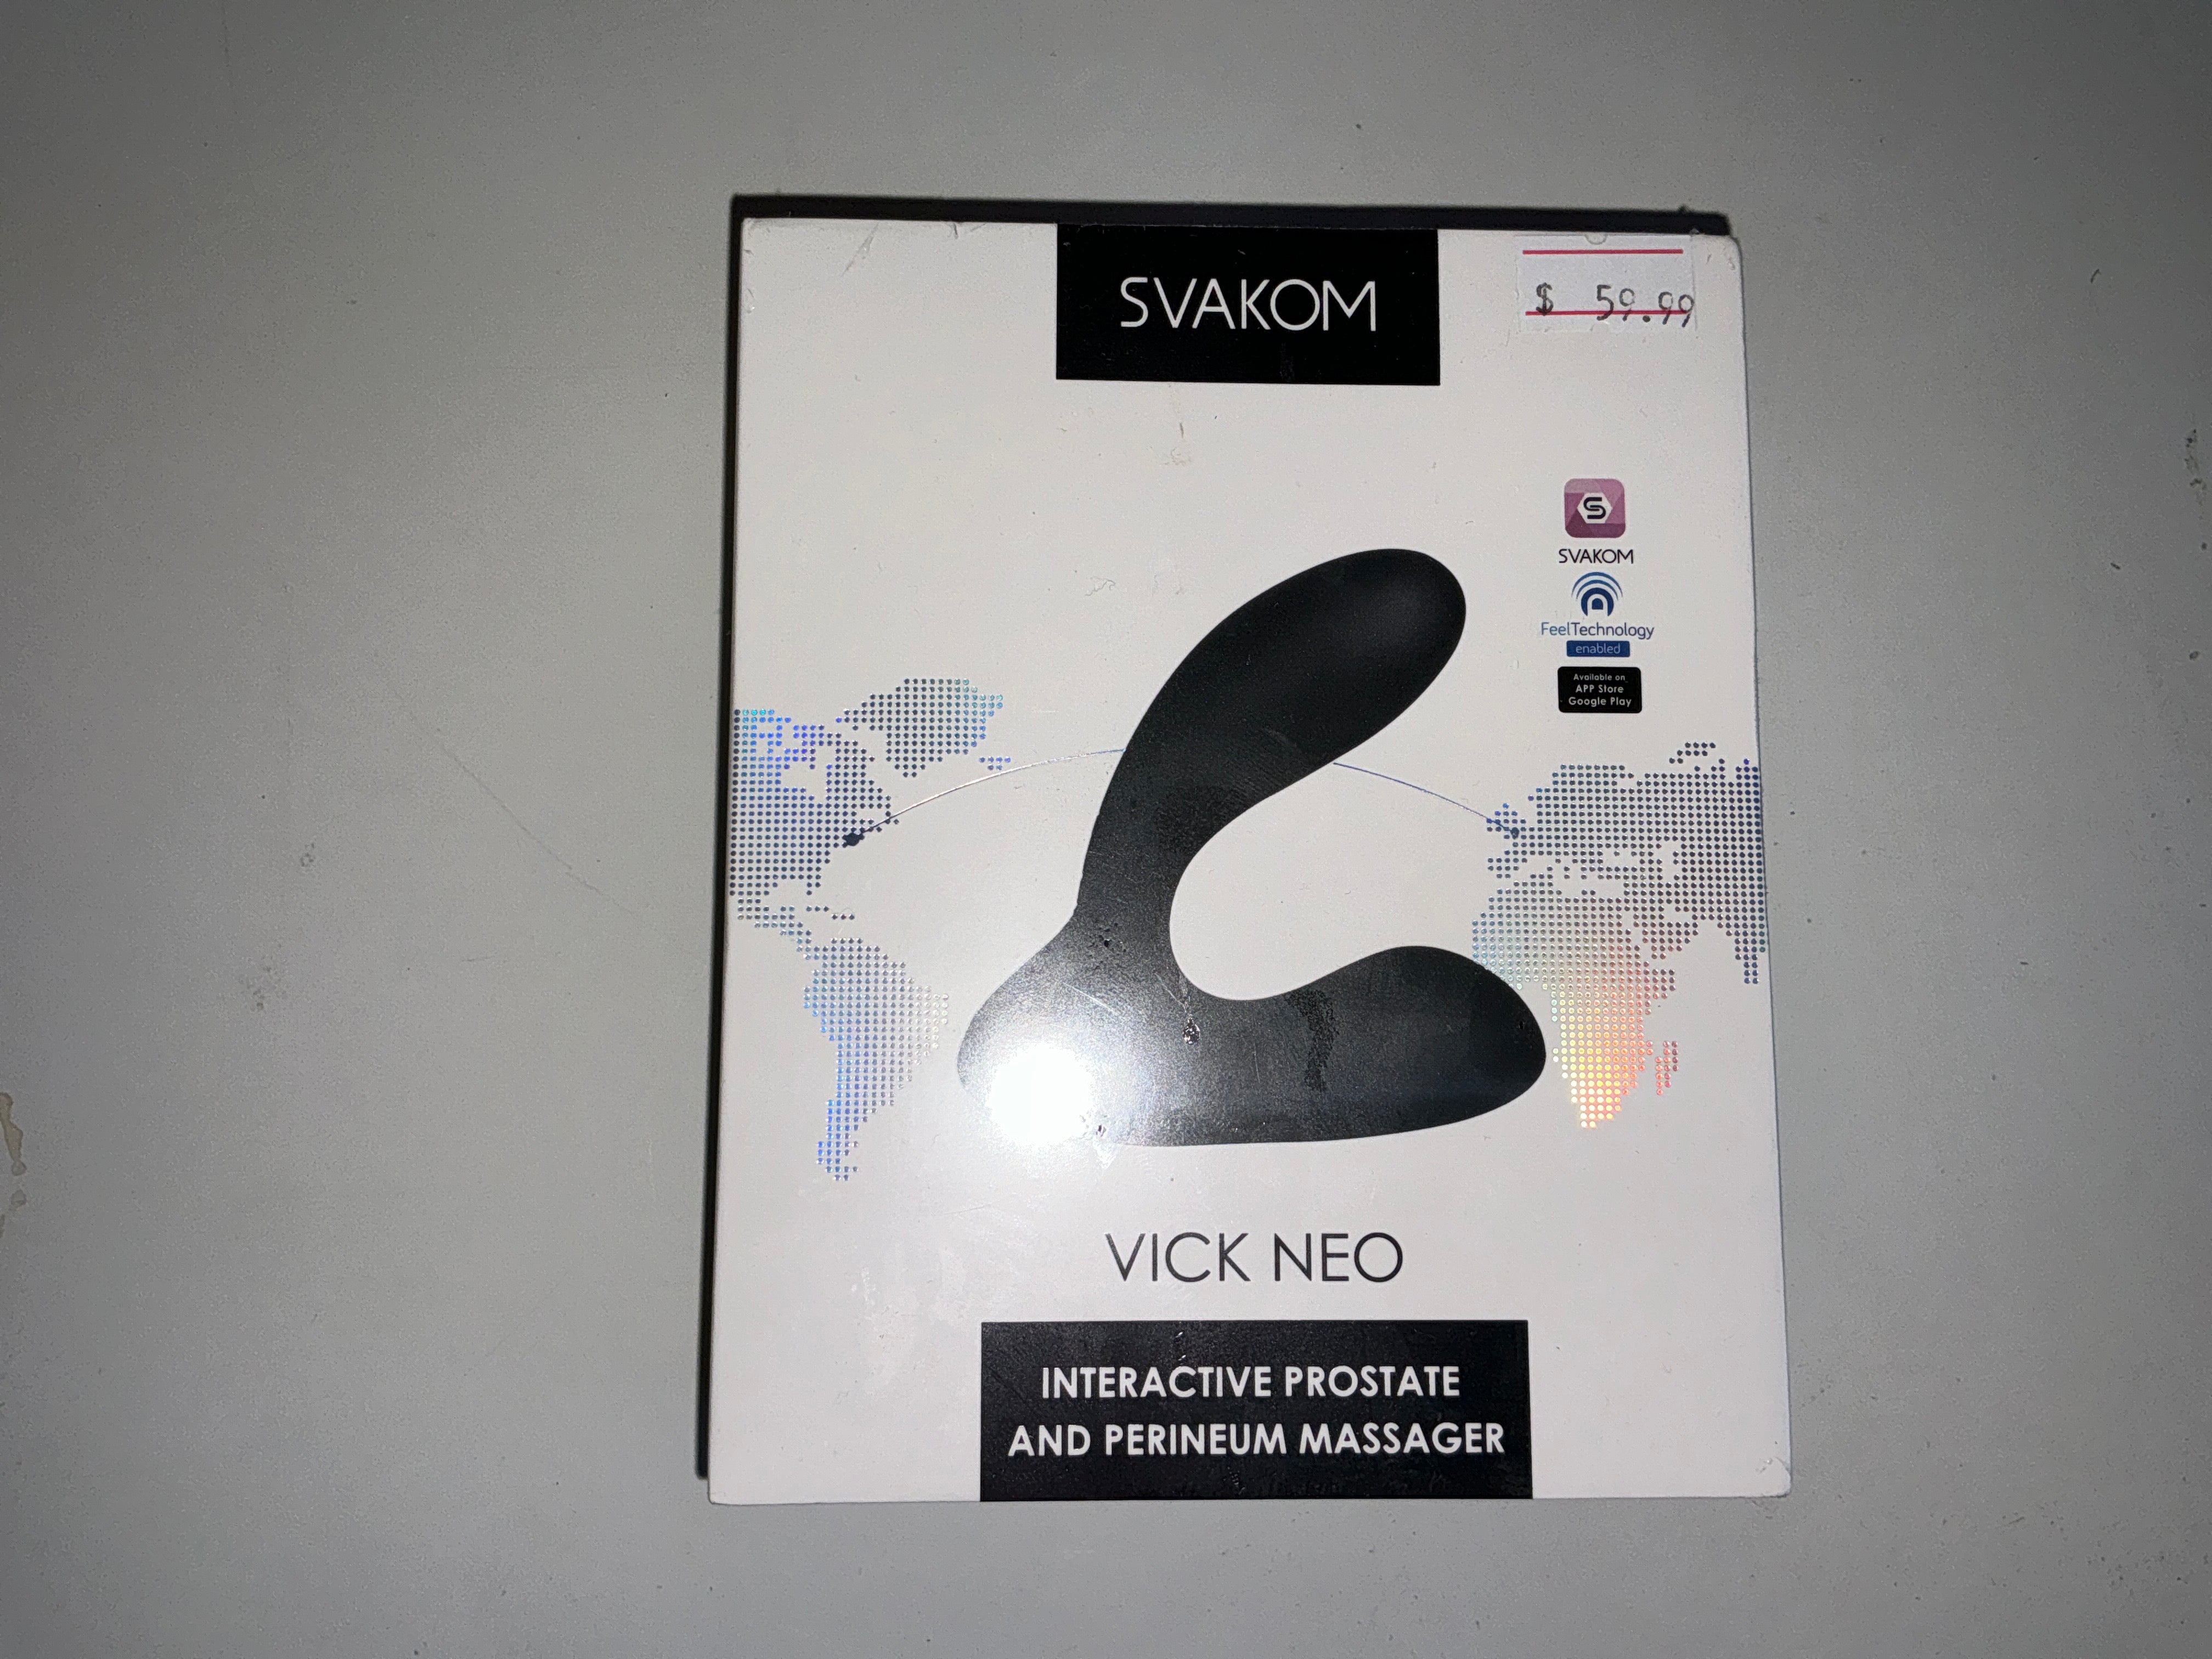 SVAKOM
$ 59.99
SVAKOM
FeelTechnology
enabled
Available on
APP Store
Google Play
VICK NEO
INTERACTIVE PROSTATE
AND PERINEUM MASSAGER